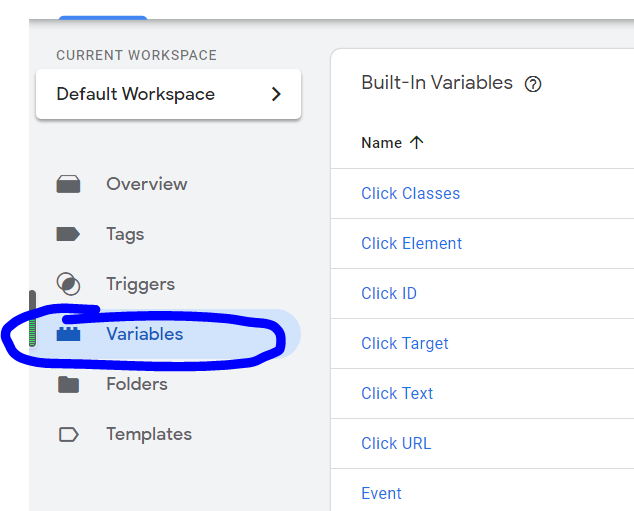 CURRENT WORKSPACE
Default Workspace
Overview
Tags
Triggers
Variables
Folders
Templates
Built-In Variables
Name
Click Classes
Click Element
Click ID
Click Target
Click Text
Click URL
Event